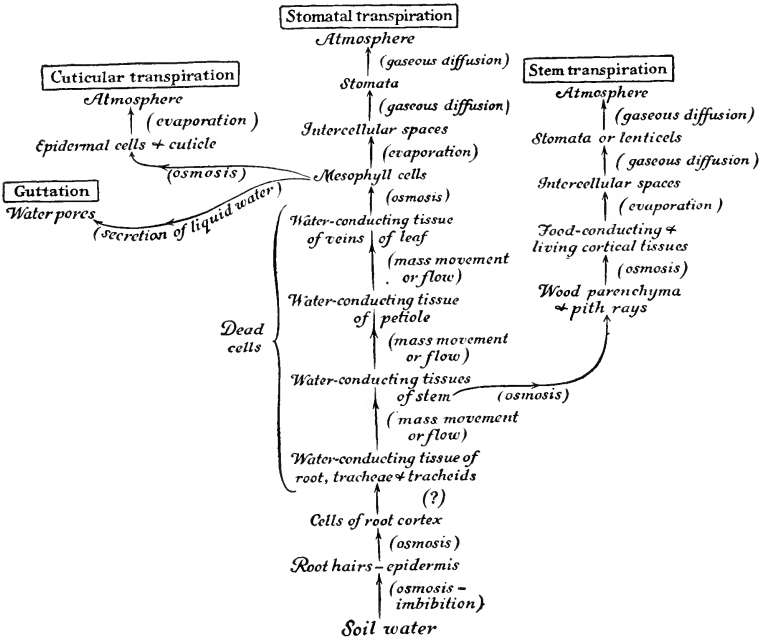 Stomatal transpiration
Atmosphere
(gaseous diffusion)
Stomata
(gaseous diffusion)
Intercellular spaces
(evaporation)
Mesophyll cells
(osmosis)
Water-conducting tissue
of veins of leaf
(mass movement
or flow)
Water-conducting tissue
of petiole
(mass movement
or flow)
Water-conducting tissues
of stem
(mass movement
or flow)
Water-conducting tissue of
root, tracheae & tracheids
(?)
Cells of root cortex
(osmosis)
Root hairs – epidermis
(osmosis –
imbibition)
Soil water
Cuticular transpiration
Atmosphere
(evaporation)
Epidermal cells & cuticle
(osmosis)
Guttation
Water pores
(secretion of liquid water)
Dead
cells
Stem transpiration
Atmosphere
(gaseous diffusion)
Stomata or lenticels
(gaseous diffusion)
Intercellular spaces
(evaporation)
Food-conducting &
living cortical tissues
(osmosis)
Wood parenchyma
& pith rays
(osmosis)